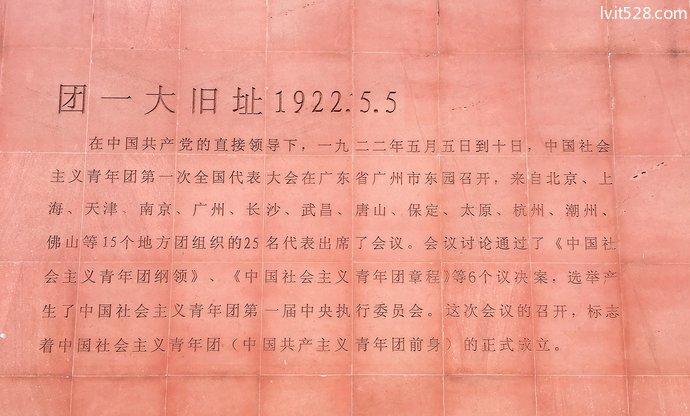 lv.it528.com
团一大旧址1922.5.5
在中国共产党的直接领导下，一九二二年五月五日到十日，中国社会
主义青年团第一次全国代表大会在广东省广州市东园召开，来自北京、上
海、天津、南京、广州、长沙、武昌、唐山、保定、太原、杭州、潮州、
佛山等15个地方团组织的25名代表出席了会议。会议讨论通过了《中国社
会主义青年团纲领》、《中国社会主义青年团章程》等6个议决案，选举产
生了中国社会主义青年团第一届中央执行委员会。这次会议的召开，标志
着中国社会主义青年团（中国共产主义青年团前身）的正式成立。